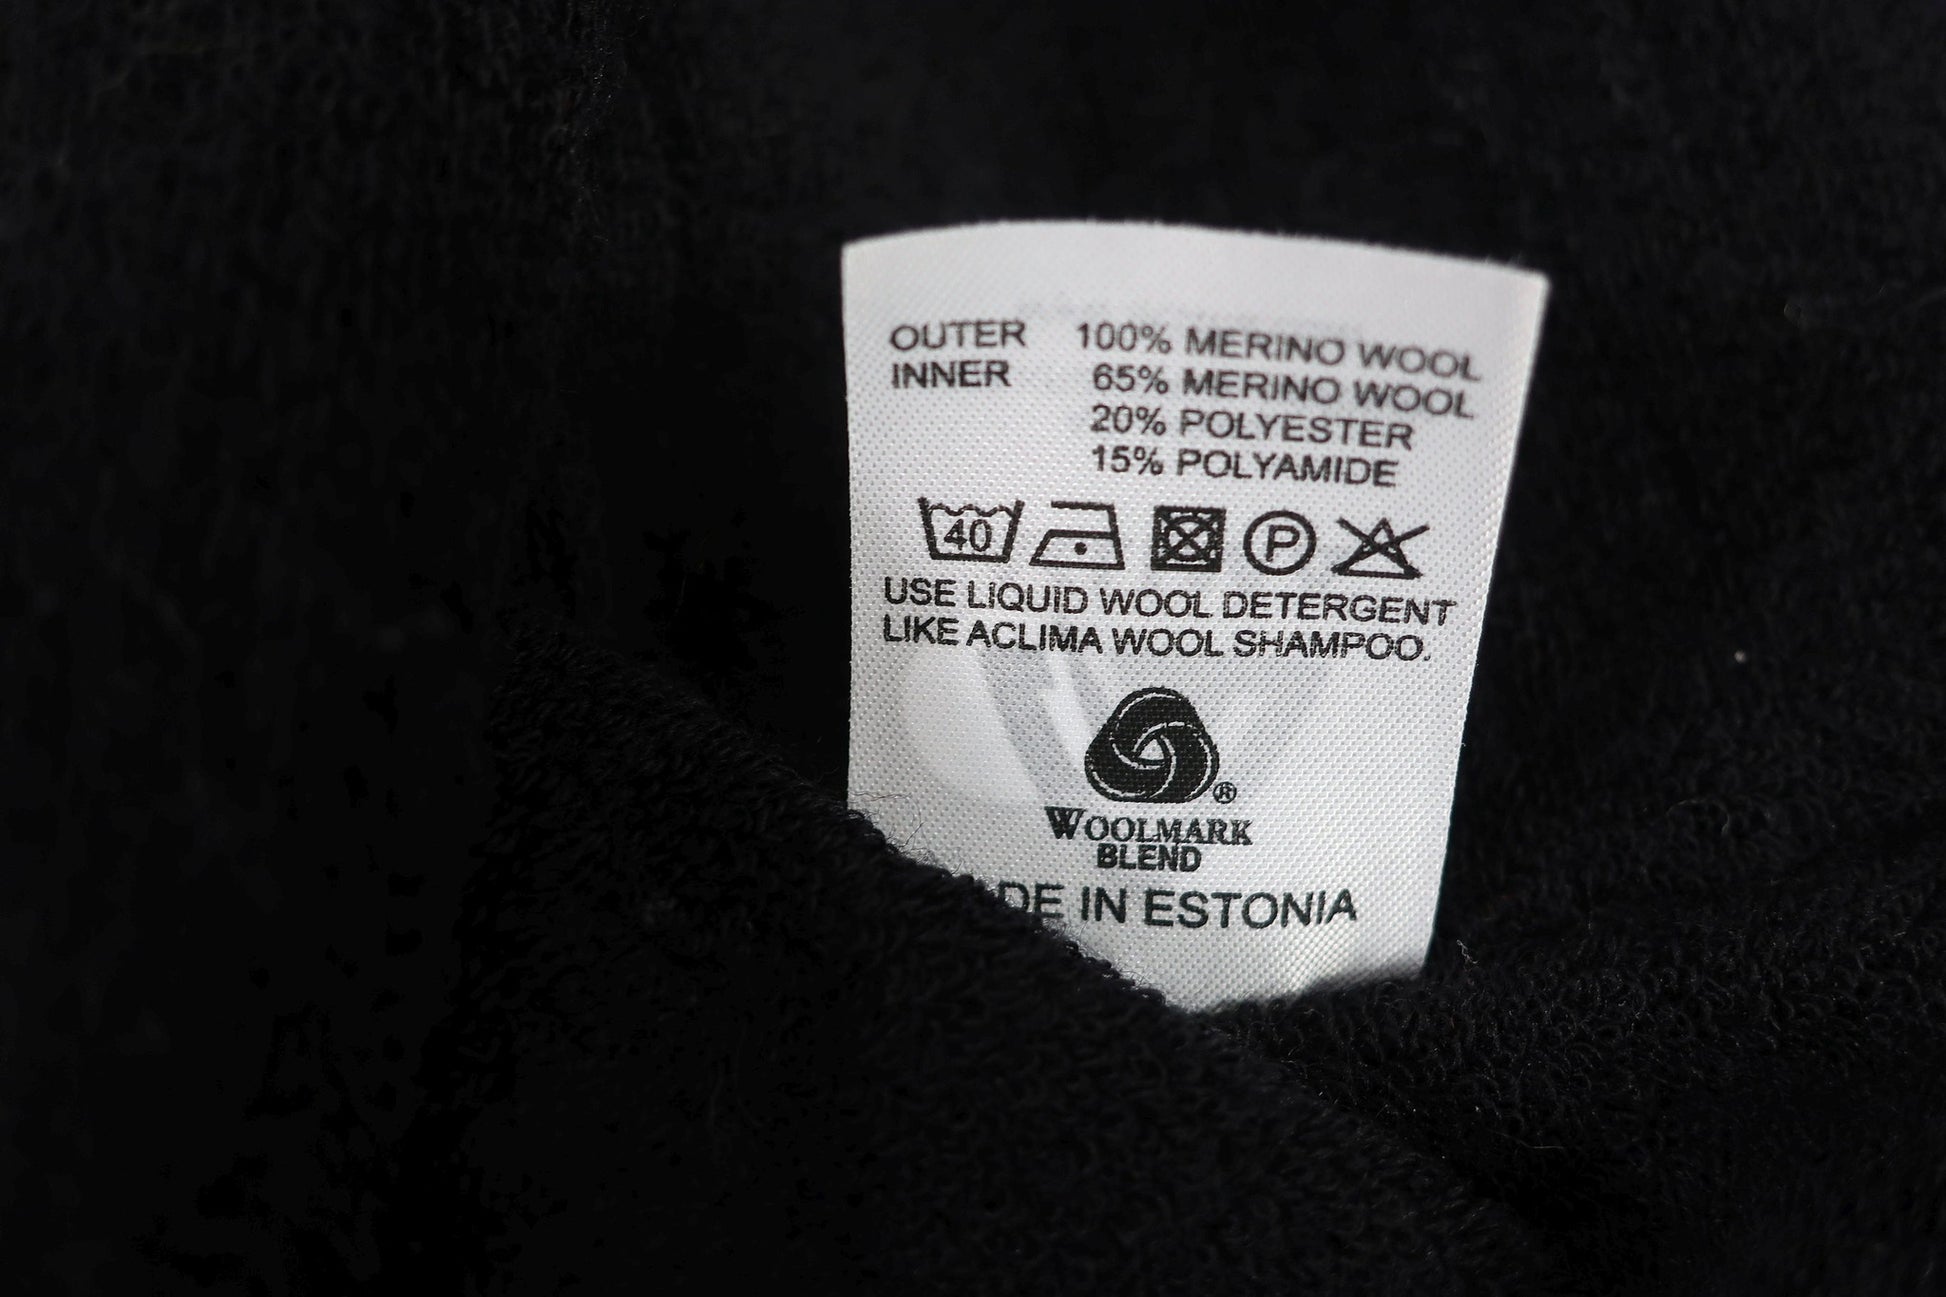 OUTER 100% MERINO WOOL
INNER 65% MERINO WOOL
20% POLYESTER
15% POLYAMIDE
40 P
USE LIQUID WOOL DETERGENT
LIKE ACLIMA WOOL SHAMPOO.
®
WOOLMARK
BLEND
DE IN ESTONIA